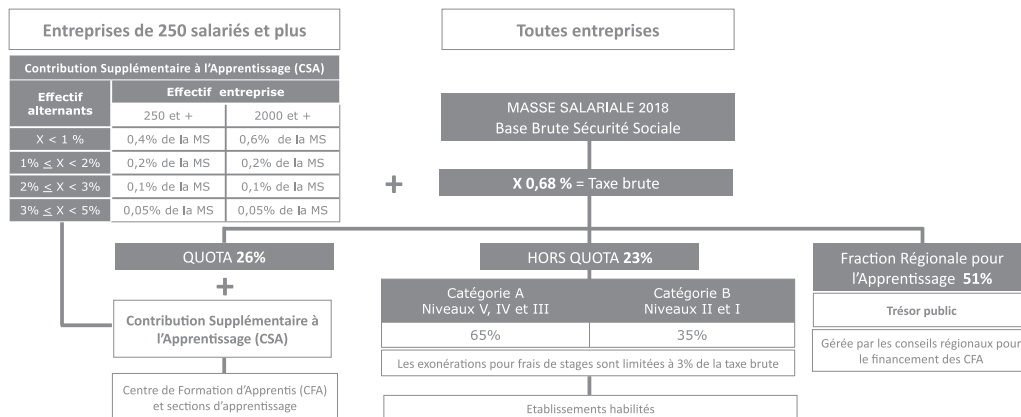 Entreprises de 250 salariés et plus
Contribution Supplémentaire à l'Apprentissage (CSA)
Effectif alternants
Effectif entreprise
250 et +
2000 et +
X < 1 %
0,4% de la MS
0,6% de la MS
1% ≤ X < 2%
0,2% de la MS
0,2% de la MS
2% ≤ X < 3%
0,1% de la MS
0,1% de la MS
3% ≤ X < 5%
0,05% de la MS
0,05% de la MS
+
Toutes entreprises
MASSE SALARIALE 2018
Base Brute Sécurité Sociale
X 0,68 % = Taxe brute
QUOTA 26%
+
Contribution Supplémentaire à
l'Apprentissage (CSA)
Centre de Formation d'Apprentis (CFA)
et sections d'apprentissage
HORS QUOTA 23%
Catégorie A
Niveaux V, IV et III
Catégorie B
Niveaux II et I
65%
35%
Les exonérations pour frais de stages sont limitées à 3% de la taxe brute
Etablissements habilités
Fraction Régionale pour
l'Apprentissage 51%
Trésor public
Gérée par les conseils régionaux pour
le financement des CFA